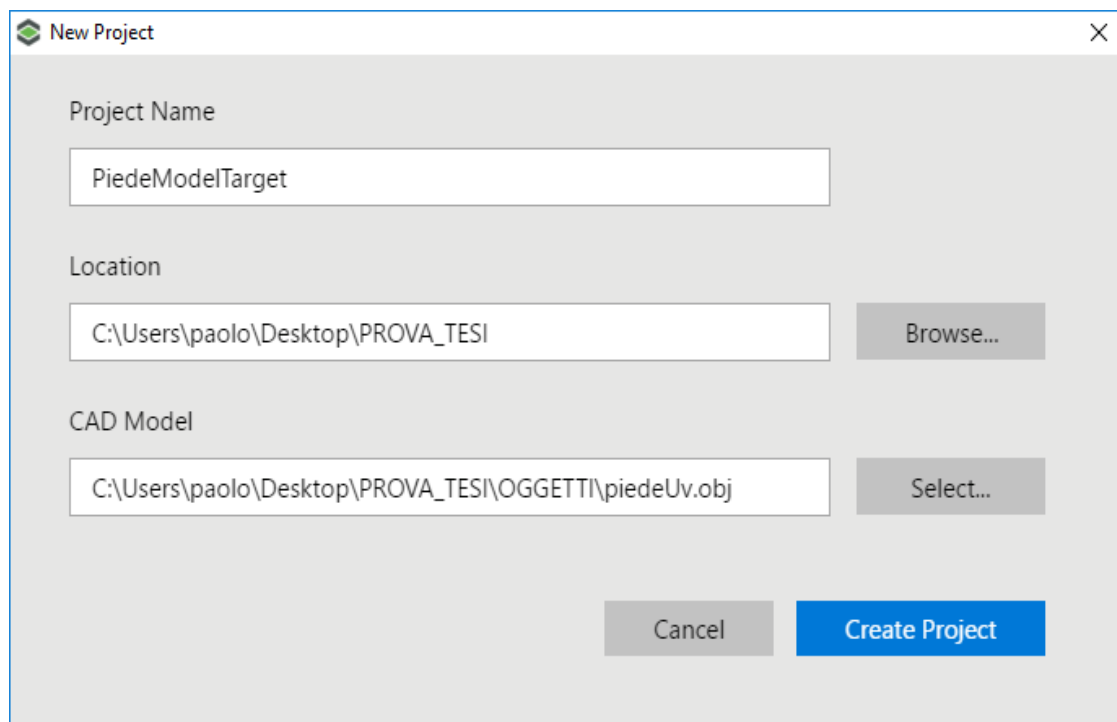 New Project
Project Name
PiedeModelTarget
Location
C:\Users\paolo\Desktop\PROVA_TESI
Browse...
CAD Model
C:\Users\paolo\Desktop\PROVA_TESI\OGGETTI\piedeUv.obj
Select...
Cancel
Create Project